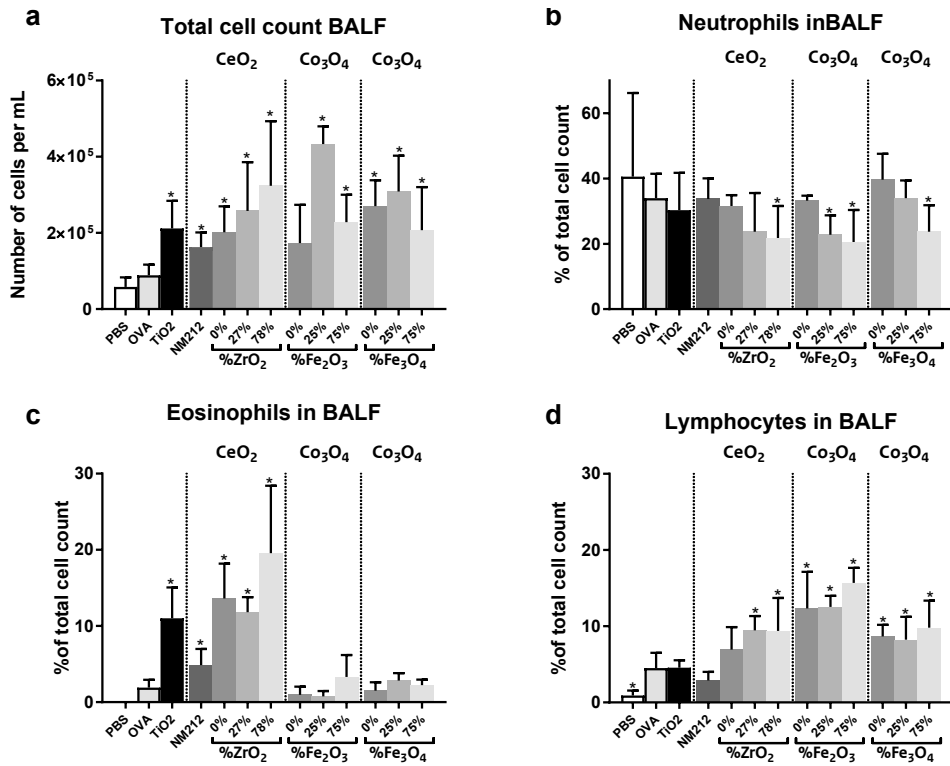 a
Total cell count BALF
CeO₂ Co₃O₄ Co₃O₄
Number of cells per mL
6×10⁵
4×10⁵
2×10⁵
0
* * * * * * * * * *
PBS OVA TiO2 NM212 0% 27% 78% 0% 25% 75% 0% 25% 75%
%ZrO₂ %Fe₂O₃ %Fe₃O₄
b
Neutrophils inBALF
CeO₂ Co₃O₄ Co₃O₄
% of total cell count
60
40
20
0
* * * *
PBS OVA TiO2 NM212 0% 27% 78% 0% 25% 75% 0% 25% 75%
%ZrO₂ %Fe₂O₃ %Fe₃O₄
c
Eosinophils in BALF
CeO₂ Co₃O₄ Co₃O₄
%of total cell count
30
20
10
0
* * * * *
PBS OVA TiO2 NM212 0% 27% 78% 0% 25% 75% 0% 25% 75%
%ZrO₂ %Fe₂O₃ %Fe₃O₄
d
Lymphocytes in BALF
CeO₂ Co₃O₄ Co₃O₄
%of total cell count
30
20
10
0
* * * * * * * * *
PBS OVA TiO2 NM212 0% 27% 78% 0% 25% 75% 0% 25% 75%
%ZrO₂ %Fe₂O₃ %Fe₃O₄